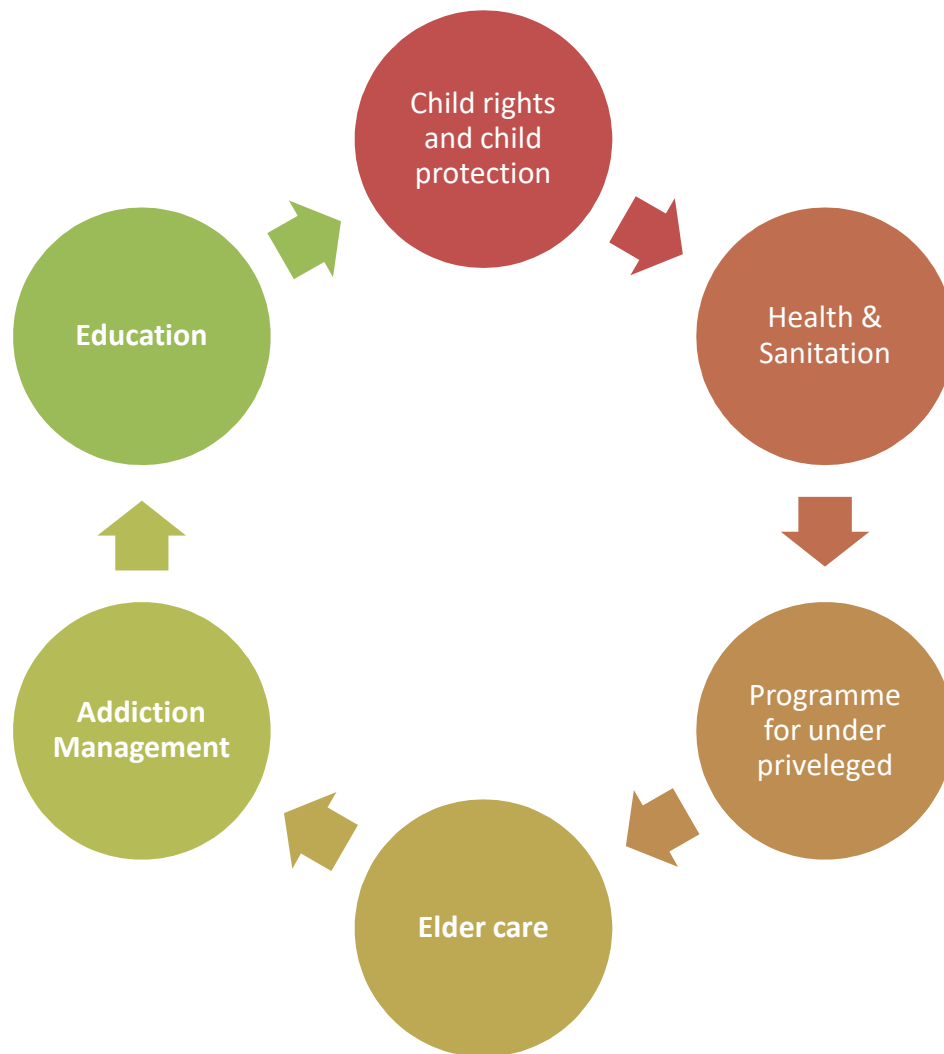 Child rights
and child
protection
Health &
Sanitation
Programme
for under
priveleged
Elder care
Addiction
Management
Education